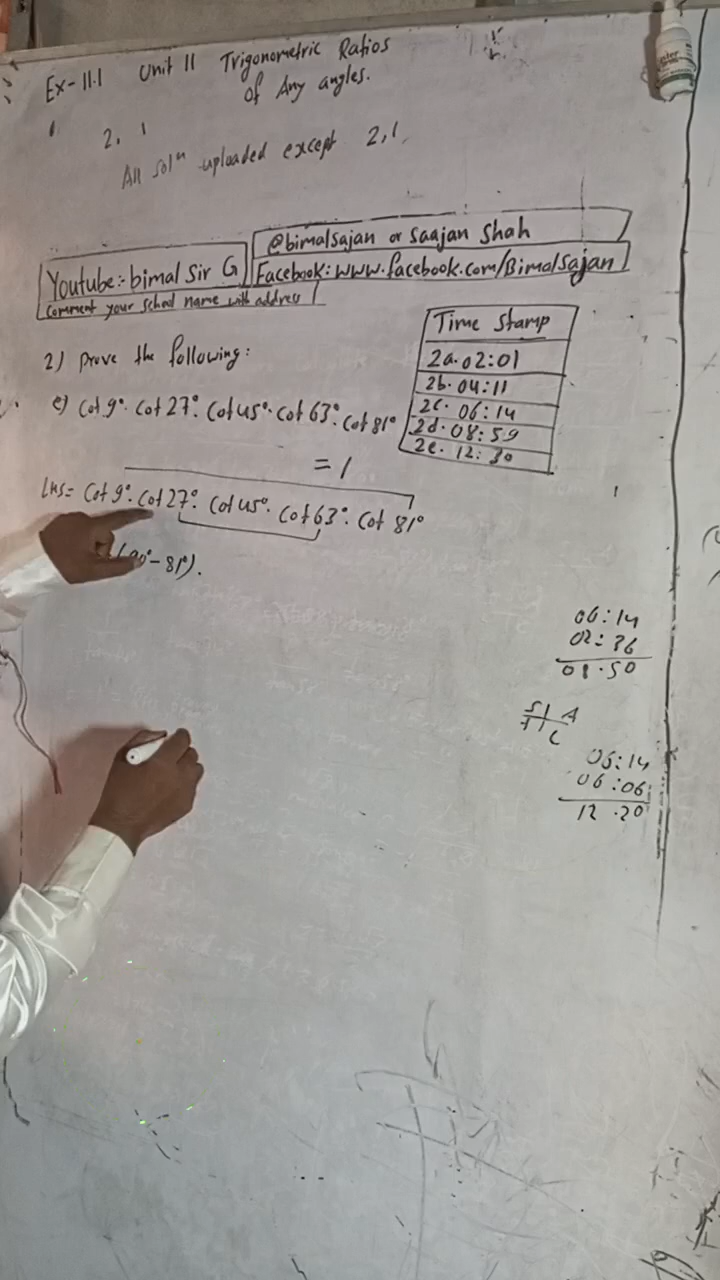 Ex-11.1 Unit 11 Trigonometric Ratios
of Any angles.
2, 1
All solⁿ uploaded except 2,1,
@bimalsajan or Saajan Shah
Youtube:- bimal Sir G
Facebook: www.facebook.com/Bimalsajan
Comment your school name with address
Time Stamp
2a. 02:01
2b. 04:11
2c. 06:14
2d. 08:59
2e. 12:30
2) prove the following:
e) Cot 9°. Cot 27°. Cot 45°. Cot 63°. Cot 81°
= 1
LHS = Cot 9°. Cot 27°. Cot 45°. Cot 63°. Cot 81°
(90°-81°).
06:14
02:36
01.50
S A
T C
06:14
06:06
12.20